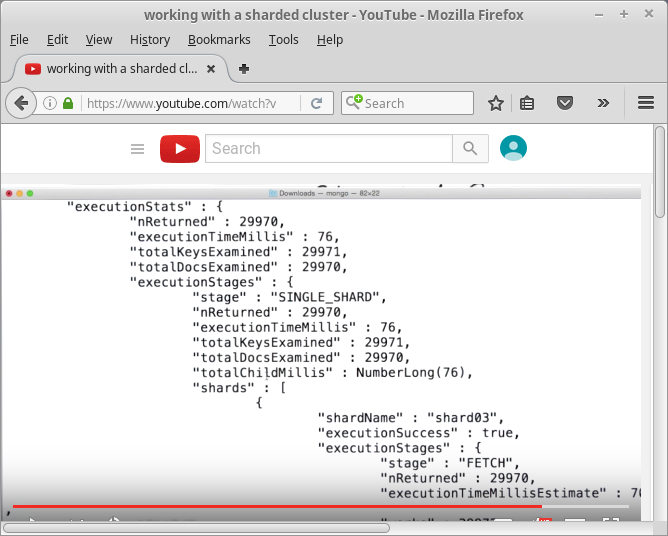 working with a sharded cluster - YouTube - Mozilla Firefox
File Edit View History Bookmarks Tools Help
working with a sharded cl...
https://www.youtube.com/watch?v
Search
Search
Downloads — mongo — 82×22
"executionStats" : {
"nReturned" : 29970,
"executionTimeMillis" : 76,
"totalKeysExamined" : 29971,
"totalDocsExamined" : 29970,
"executionStages" : {
"stage" : "SINGLE_SHARD",
"nReturned" : 29970,
"executionTimeMillis" : 76,
"totalKeysExamined" : 29971,
"totalDocsExamined" : 29970,
"totalChildMillis" : NumberLong(76),
"shards" : [
{
"shardName" : "shard03",
"executionSuccess" : true,
"executionStages" : {
"stage" : "FETCH",
"nReturned" : 29970,
"executionTimeMillisEstimate" : 70